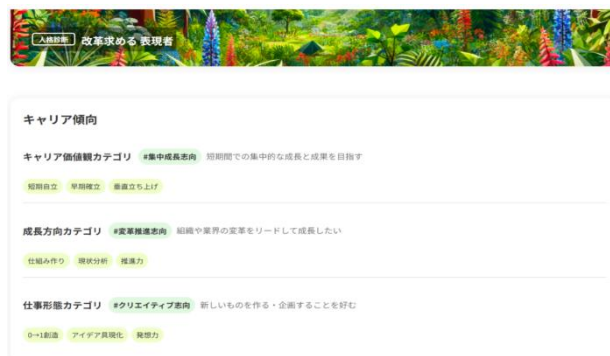 人格診断 改革求める 表現者
キャリア傾向
キャリア価値観カテゴリ #集中成長志向 短期間での集中的な成長と成果を目指す
短期自立 早期確立 垂直立ち上げ
成長方向カテゴリ #変革推進志向 組織や業界の変革をリードして成長したい
仕組み作り 現状分析 推進力
仕事形態カテゴリ #クリエイティブ志向 新しいものを作る・企画することを好む
0→1創造 アイデア具現化 発想力